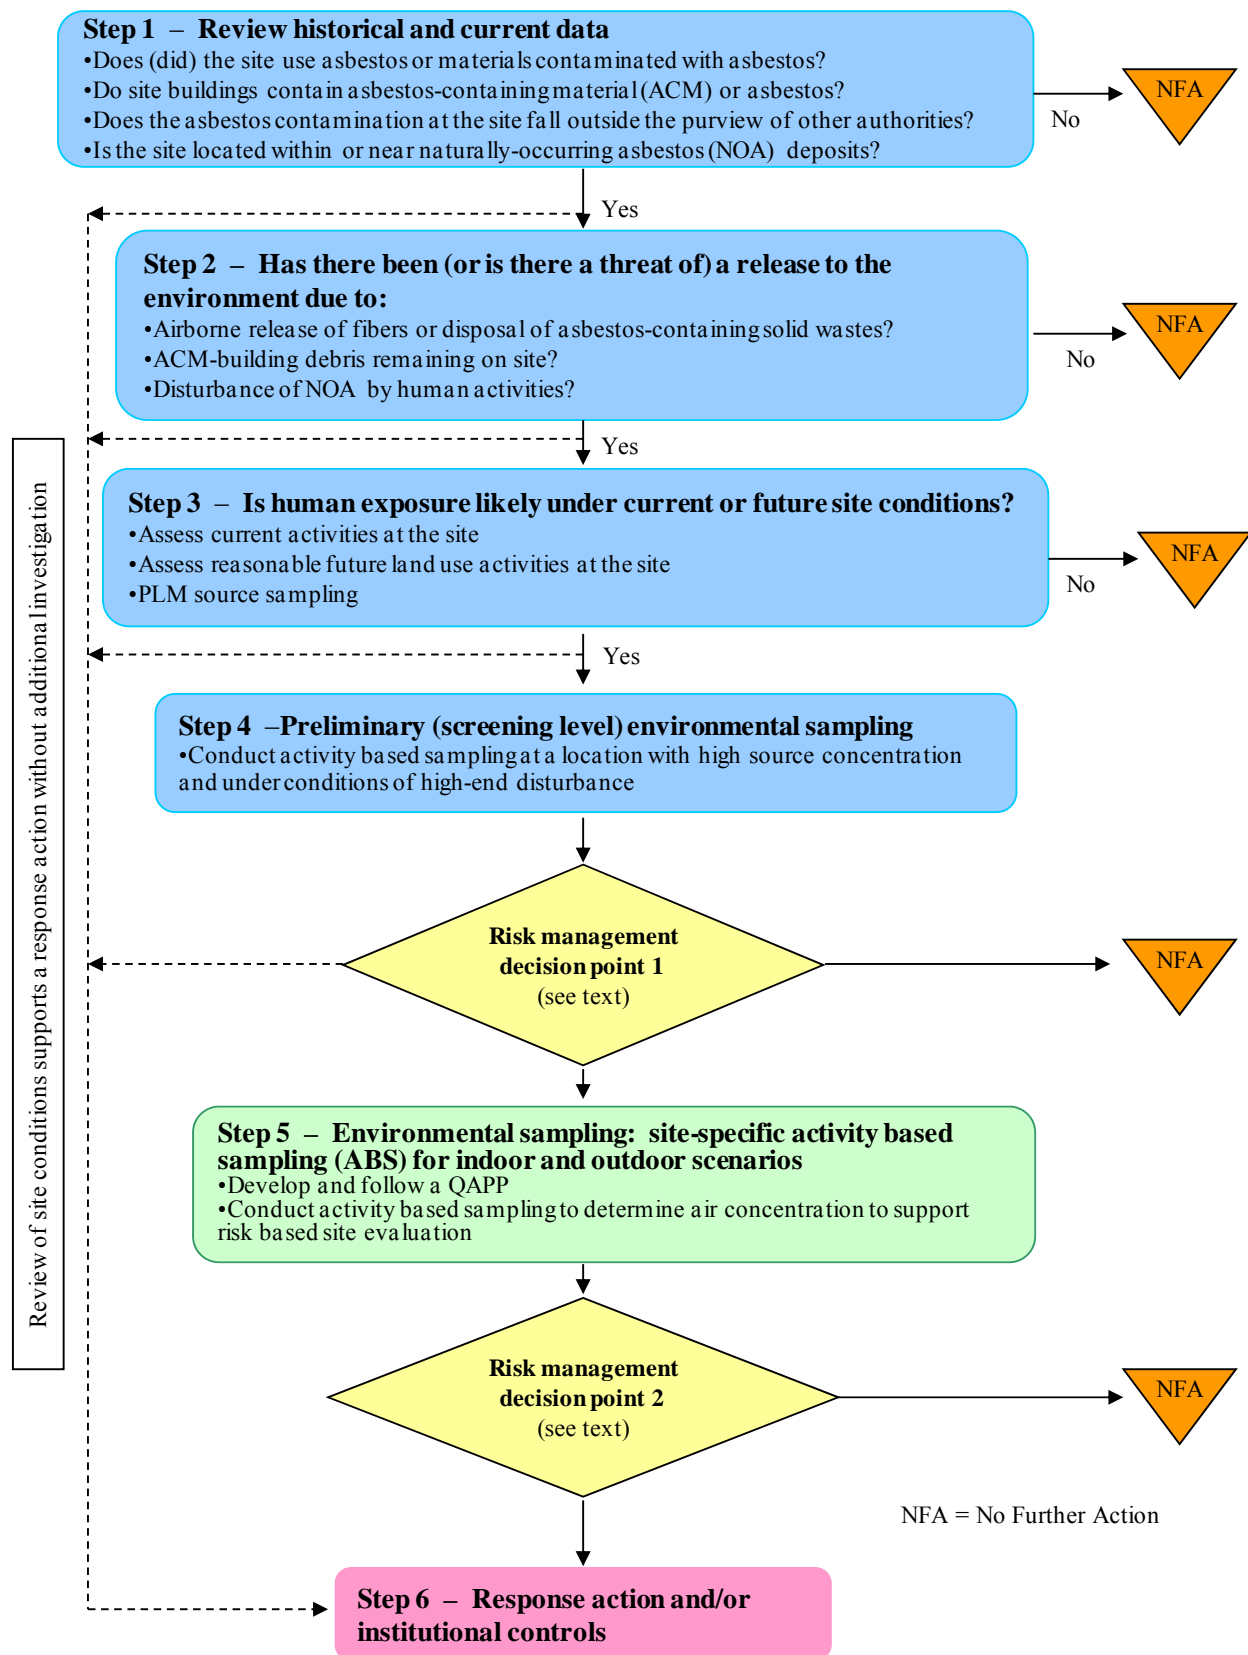 Step 1 – Review historical and current data
•Does (did) the site use asbestos or materials contaminated with asbestos?
•Do site buildings contain asbestos-containing material (ACM) or asbestos?
•Does the asbestos contamination at the site fall outside the purview of other authorities?
•Is the site located within or near naturally-occurring asbestos (NOA) deposits?
No
NFA
Yes
Step 2 – Has there been (or is there a threat of) a release to the
environment due to:
•Airborne release of fibers or disposal of asbestos-containing solid wastes?
•ACM-building debris remaining on site?
•Disturbance of NOA by human activities?
No
NFA
Yes
Step 3 – Is human exposure likely under current or future site conditions?
•Assess current activities at the site
•Assess reasonable future land use activities at the site
•PLM source sampling
No
NFA
Yes
Review of site conditions supports a response action without additional investigation
Step 4 –Preliminary (screening level) environmental sampling
•Conduct activity based sampling at a location with high source concentration
and under conditions of high-end disturbance
Risk management
decision point 1
(see text)
NFA
Step 5 – Environmental sampling: site-specific activity based
sampling (ABS) for indoor and outdoor scenarios
•Develop and follow a QAPP
•Conduct activity based sampling to determine air concentration to support
risk based site evaluation
Risk management
decision point 2
(see text)
NFA
NFA = No Further Action
Step 6 – Response action and/or
institutional controls